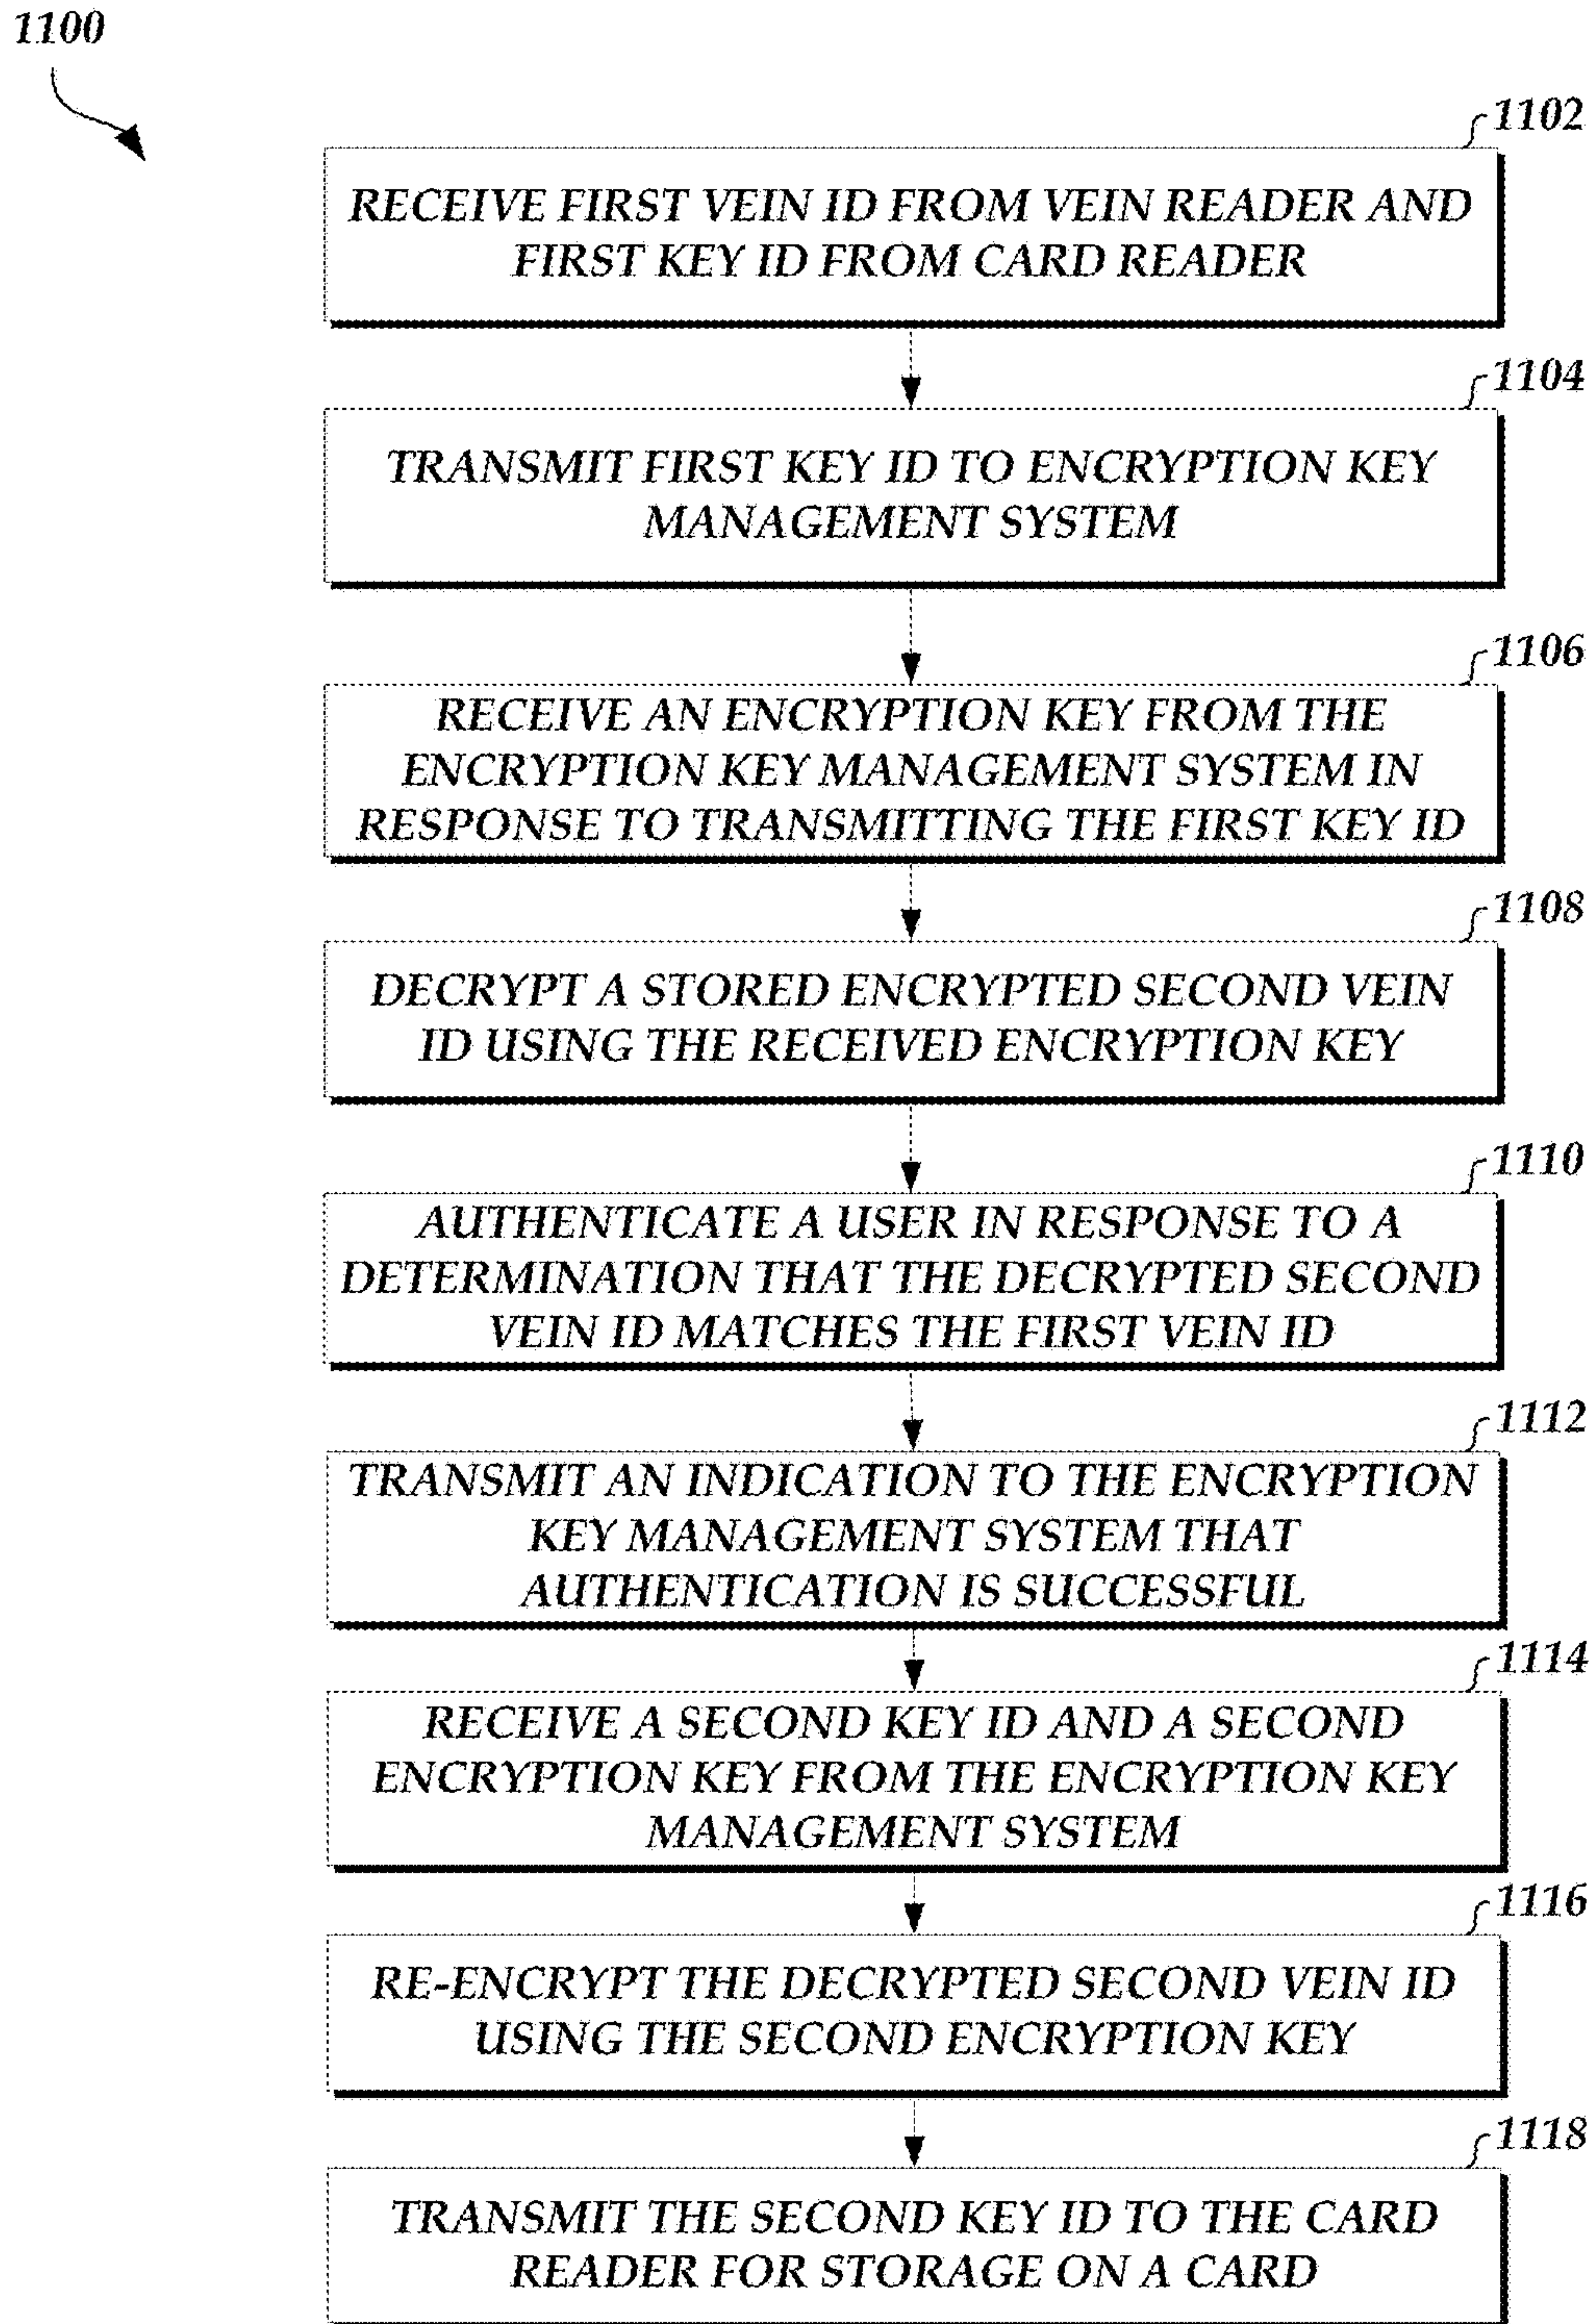 1100
1102
RECEIVE FIRST VEIN ID FROM VEIN READER AND
FIRST KEY ID FROM CARD READER
1104
TRANSMIT FIRST KEY ID TO ENCRYPTION KEY
MANAGEMENT SYSTEM
1106
RECEIVE AN ENCRYPTION KEY FROM THE
ENCRYPTION KEY MANAGEMENT SYSTEM IN
RESPONSE TO TRANSMITTING THE FIRST KEY ID
1108
DECRYPT A STORED ENCRYPTED SECOND VEIN
ID USING THE RECEIVED ENCRYPTION KEY
1110
AUTHENTICATE A USER IN RESPONSE TO A
DETERMINATION THAT THE DECRYPTED SECOND
VEIN ID MATCHES THE FIRST VEIN ID
1112
TRANSMIT AN INDICATION TO THE ENCRYPTION
KEY MANAGEMENT SYSTEM THAT
AUTHENTICATION IS SUCCESSFUL
1114
RECEIVE A SECOND KEY ID AND A SECOND
ENCRYPTION KEY FROM THE ENCRYPTION KEY
MANAGEMENT SYSTEM
1116
RE-ENCRYPT THE DECRYPTED SECOND VEIN ID
USING THE SECOND ENCRYPTION KEY
1118
TRANSMIT THE SECOND KEY ID TO THE CARD
READER FOR STORAGE ON A CARD